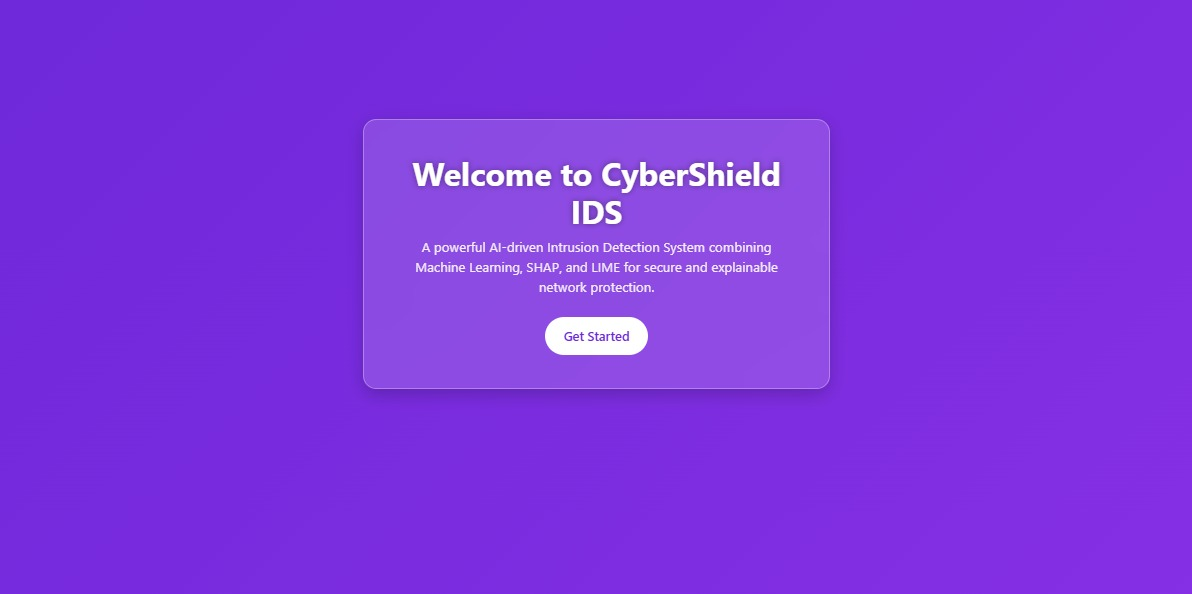 Welcome to CyberShield
IDS
A powerful AI-driven Intrusion Detection System combining
Machine Learning, SHAP, and LIME for secure and explainable
network protection.
Get Started